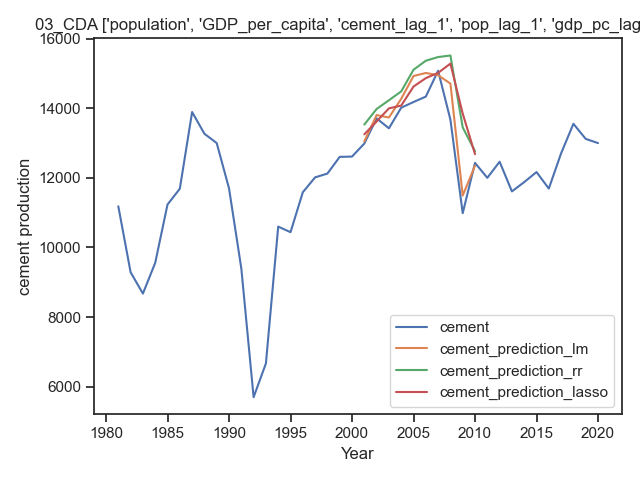 03_CDA ['population', 'GDP_per_capita', 'cement_lag_1', 'pop_lag_1', 'gdp_pc_lag
16000
14000
12000
10000
8000
6000
cement production
cement
cement_prediction_lm
cement_prediction_rr
cement_prediction_lasso
1980 1985 1990 1995 2000 2005 2010 2015 2020
Year